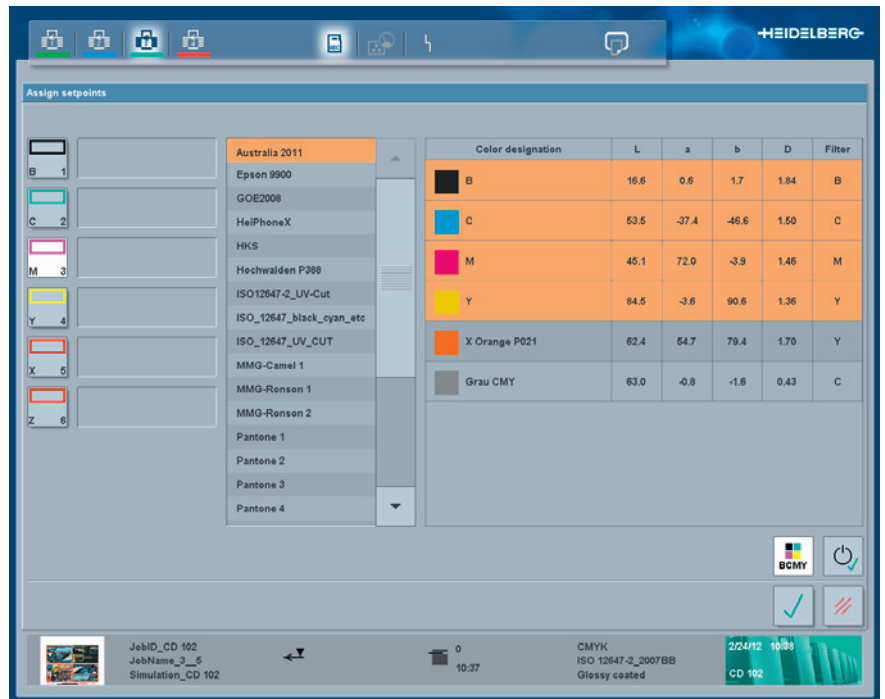 HEIDELBERG
Assign setpoints
B 1
C 2
M 3
Y 4
X 5
Z 6
Australia 2011
Epson 9900
GOE2008
HeiPhoneX
HKS
Hochwalden P388
ISO12647-2_UV-Cut
ISO_12647_black_cyan_etc
ISO_12647_UV_CUT
MMG-Camel 1
MMG-Ronson 1
MMG-Ronson 2
Pantone 1
Pantone 2
Pantone 3
Pantone 4
Color designation L a b D Filter
B 16.6 0.6 1.7 1.84 B
C 53.5 -37.4 -46.6 1.50 C
M 45.1 72.0 -3.9 1.46 M
Y 84.5 -3.6 90.6 1.36 Y
X Orange P021 62.4 54.7 79.4 1.70 Y
Grau CMY 63.0 -0.8 -1.6 0.43 C
BCMY
JobID_CD 102
JobName_3__5
Simulation_CD 102
0
10:37
CMYK
ISO 12647-2_2007BB
Glossy coated
2/24/12 10:38
CD 102